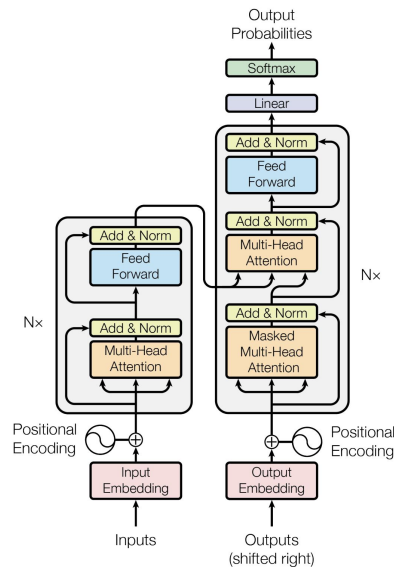 Output
Probabilities
Softmax
Linear
Add & Norm
Feed
Forward
Add & Norm
Multi-Head
Attention
Nx
Add & Norm
Masked
Multi-Head
Attention
Add & Norm
Feed
Forward
Nx
Add & Norm
Multi-Head
Attention
Positional
Encoding
Positional
Encoding
Input
Embedding
Output
Embedding
Inputs
Outputs
(shifted right)